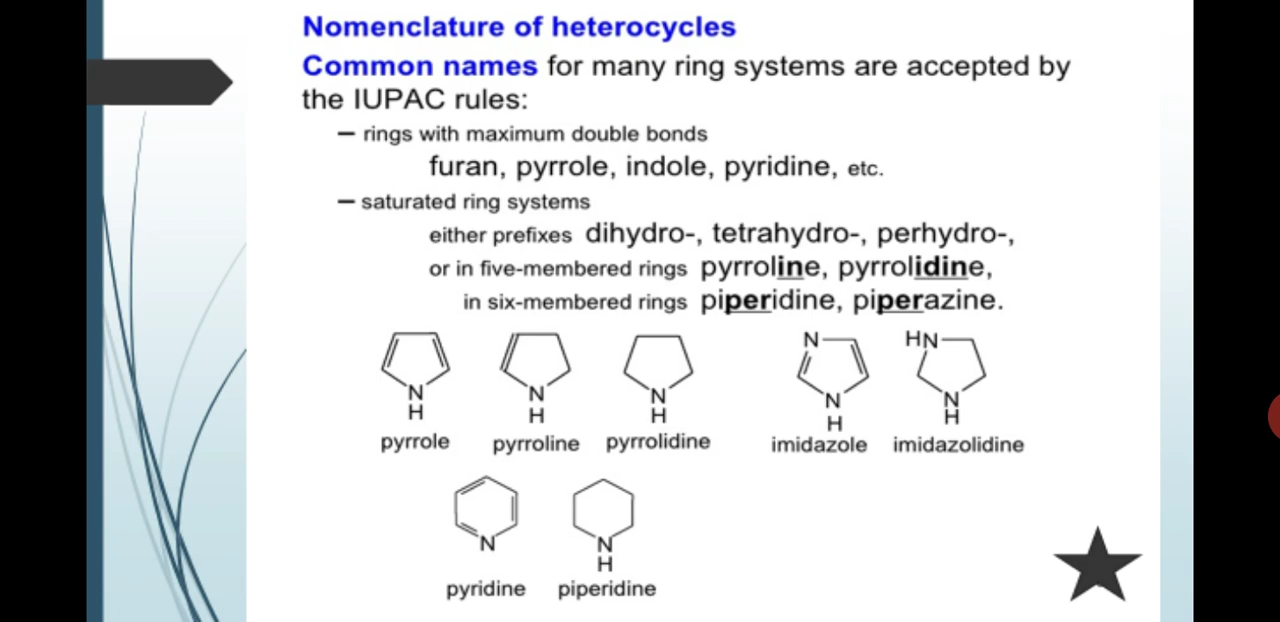 Nomenclature of heterocycles
Common names for many ring systems are accepted by
the IUPAC rules:
– rings with maximum double bonds
furan, pyrrole, indole, pyridine, etc.
– saturated ring systems
either prefixes dihydro-, tetrahydro-, perhydro-,
or in five-membered rings pyrroline, pyrrolidine,
in six-membered rings piperidine, piperazine.
N HN
N N N N N
H H H H H
pyrrole pyrroline pyrrolidine imidazole imidazolidine
N N
H
pyridine piperidine